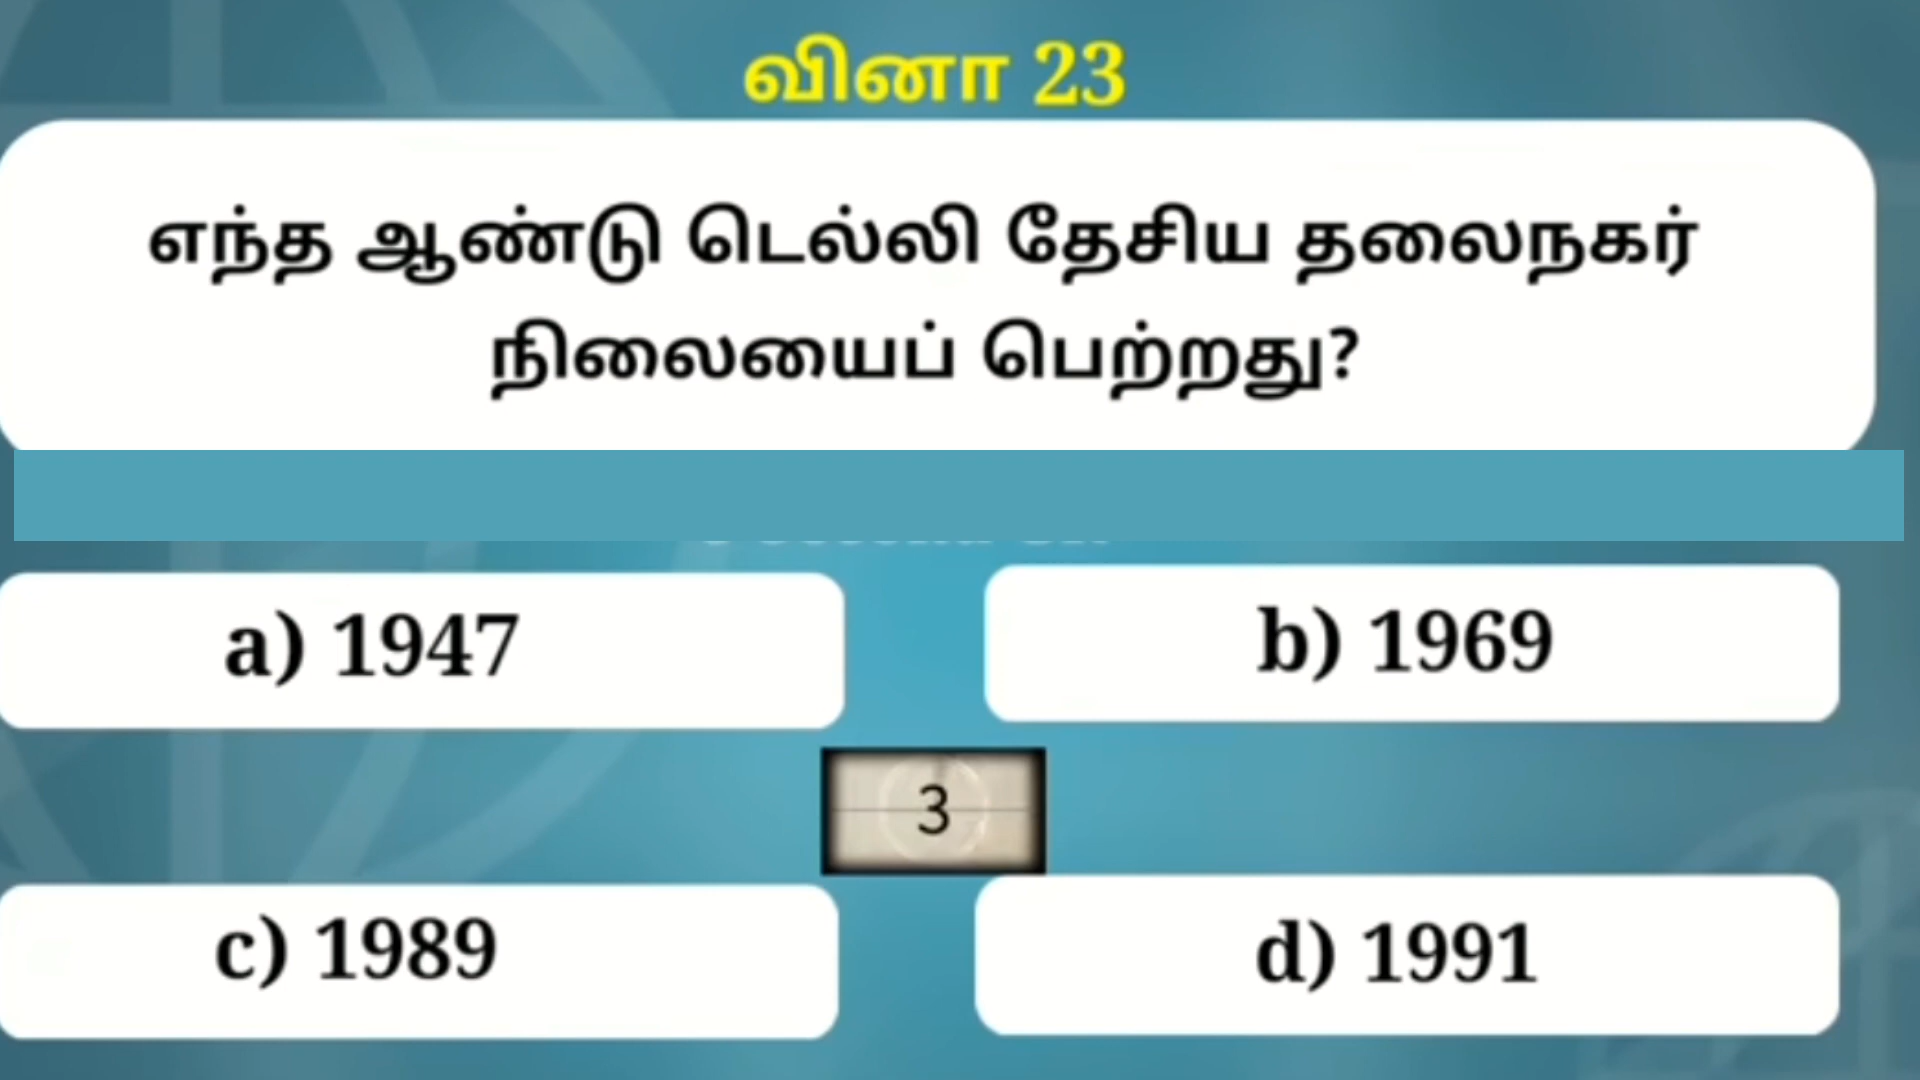 வினா 23
எந்த ஆண்டு டெல்லி தேசிய தலைநகர்
நிலையைப் பெற்றது?
a) 1947
b) 1969
3
c) 1989
d) 1991